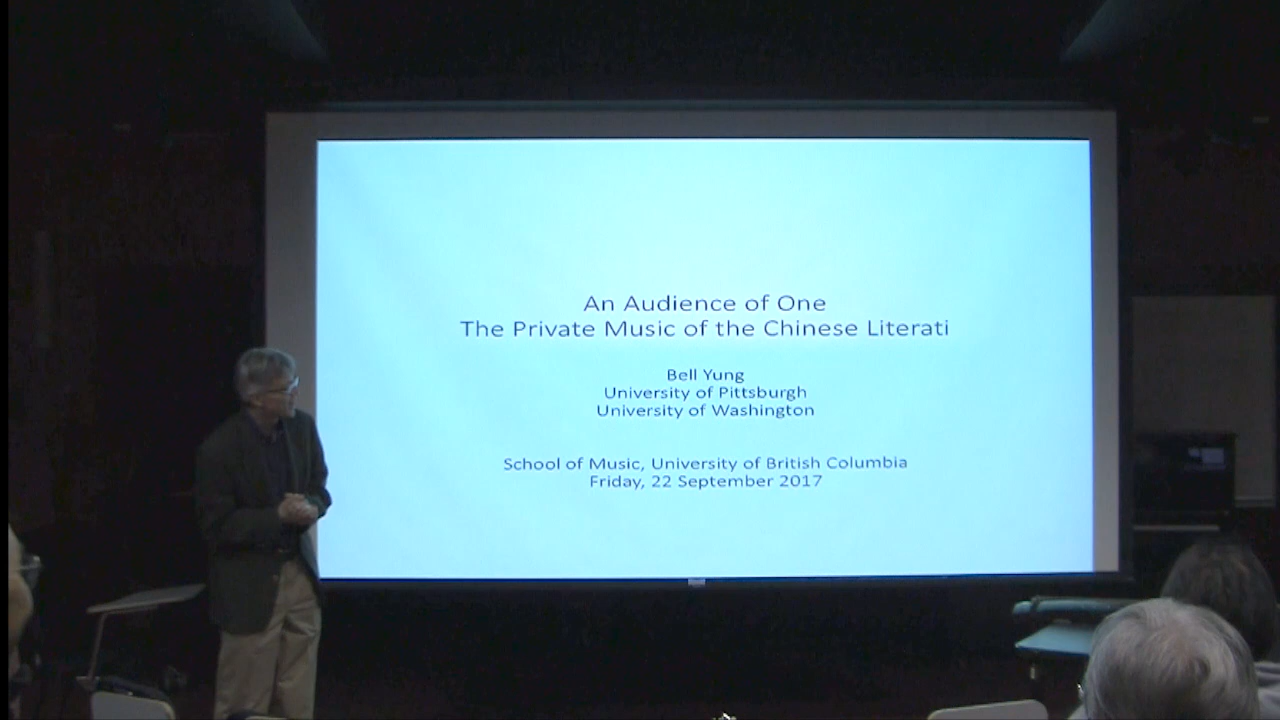 An Audience of One
The Private Music of the Chinese Literati
Bell Yung
University of Pittsburgh
University of Washington
School of Music, University of British Columbia
Friday, 22 September 2017